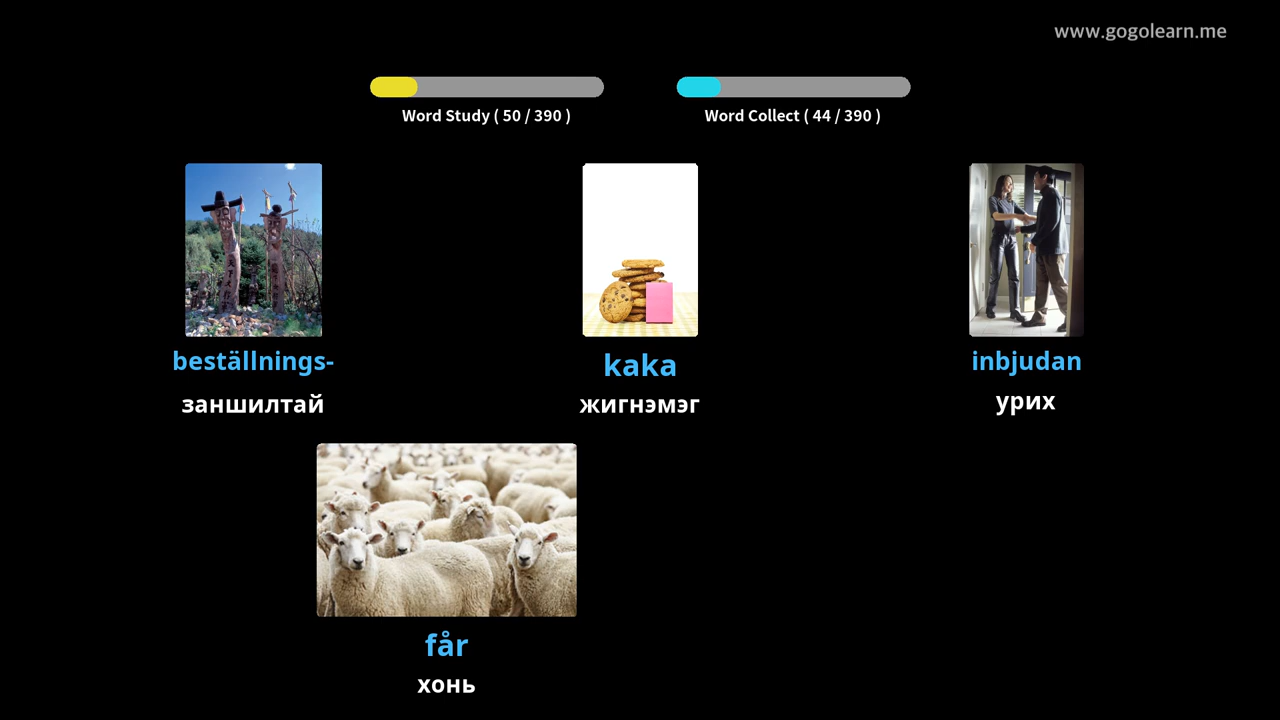 www.gogolearn.me
Word Study ( 50 / 390 )
Word Collect ( 44 / 390 )
beställnings-
kaka
inbjudan
заншилтай
жигнэмэг
урих
får
хонь